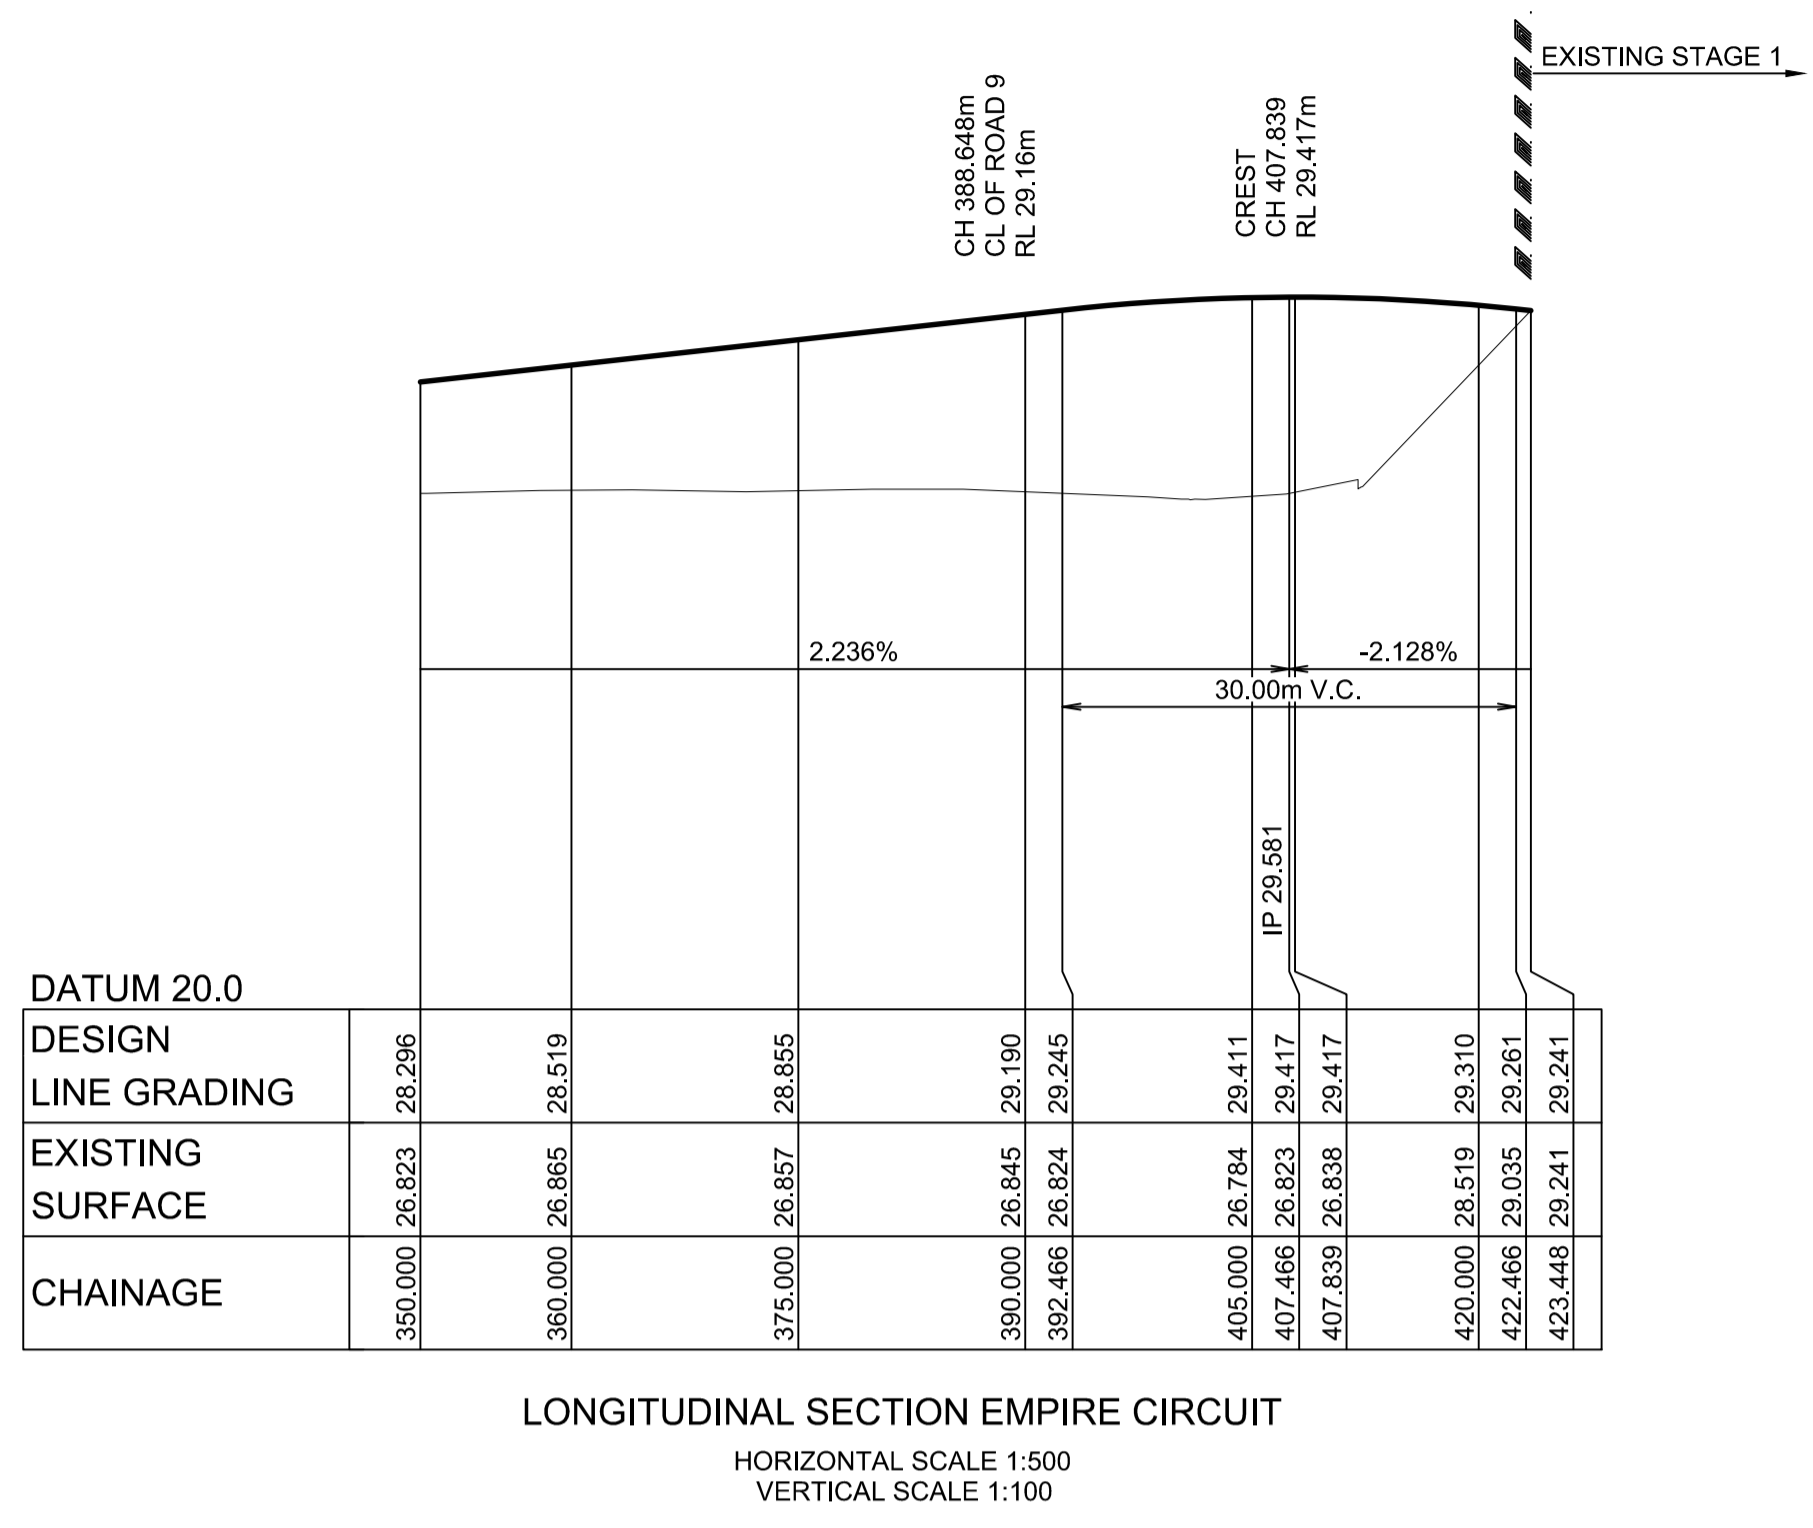 EXISTING STAGE 1
CH 388.648m
CL OF ROAD 9
RL 29.16m
CREST
CH 407.839
RL 29.417m
2.236%
-2.128%
30.00m V.C.
IP 29.581
DATUM 20.0
DESIGN
LINE GRADING
28.296
28.519
28.855
29.190
29.245
29.411
29.417
29.417
29.310
29.261
29.241
EXISTING
SURFACE
26.823
26.865
26.857
26.845
26.824
26.784
26.823
26.838
28.519
29.035
29.241
CHAINAGE
350.000
360.000
375.000
390.000
392.466
405.000
407.466
407.839
420.000
422.466
423.448
LONGITUDINAL SECTION EMPIRE CIRCUIT
HORIZONTAL SCALE 1:500
VERTICAL SCALE 1:100